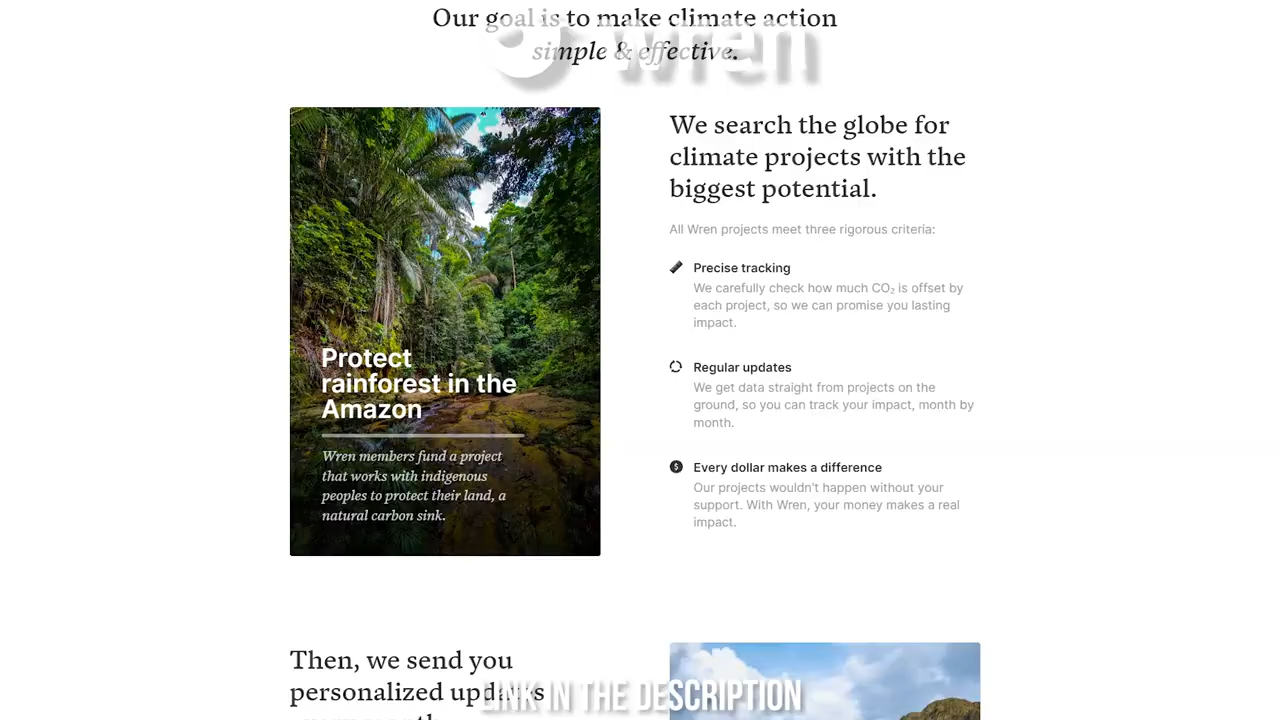 Our goal is to make climate action
simple & effective.
wren
Protect
rainforest in the
Amazon
Wren members fund a project
that works with indigenous
peoples to protect their land, a
natural carbon sink.
We search the globe for
climate projects with the
biggest potential.
All Wren projects meet three rigorous criteria:
Precise tracking
We carefully check how much CO₂ is offset by
each project, so we can promise you lasting
impact.
Regular updates
We get data straight from projects on the
ground, so you can track your impact, month by
month.
Every dollar makes a difference
Our projects wouldn't happen without your
support. With Wren, your money makes a real
impact.
Then, we send you
personalized updates
LINK IN THE DESCRIPTION